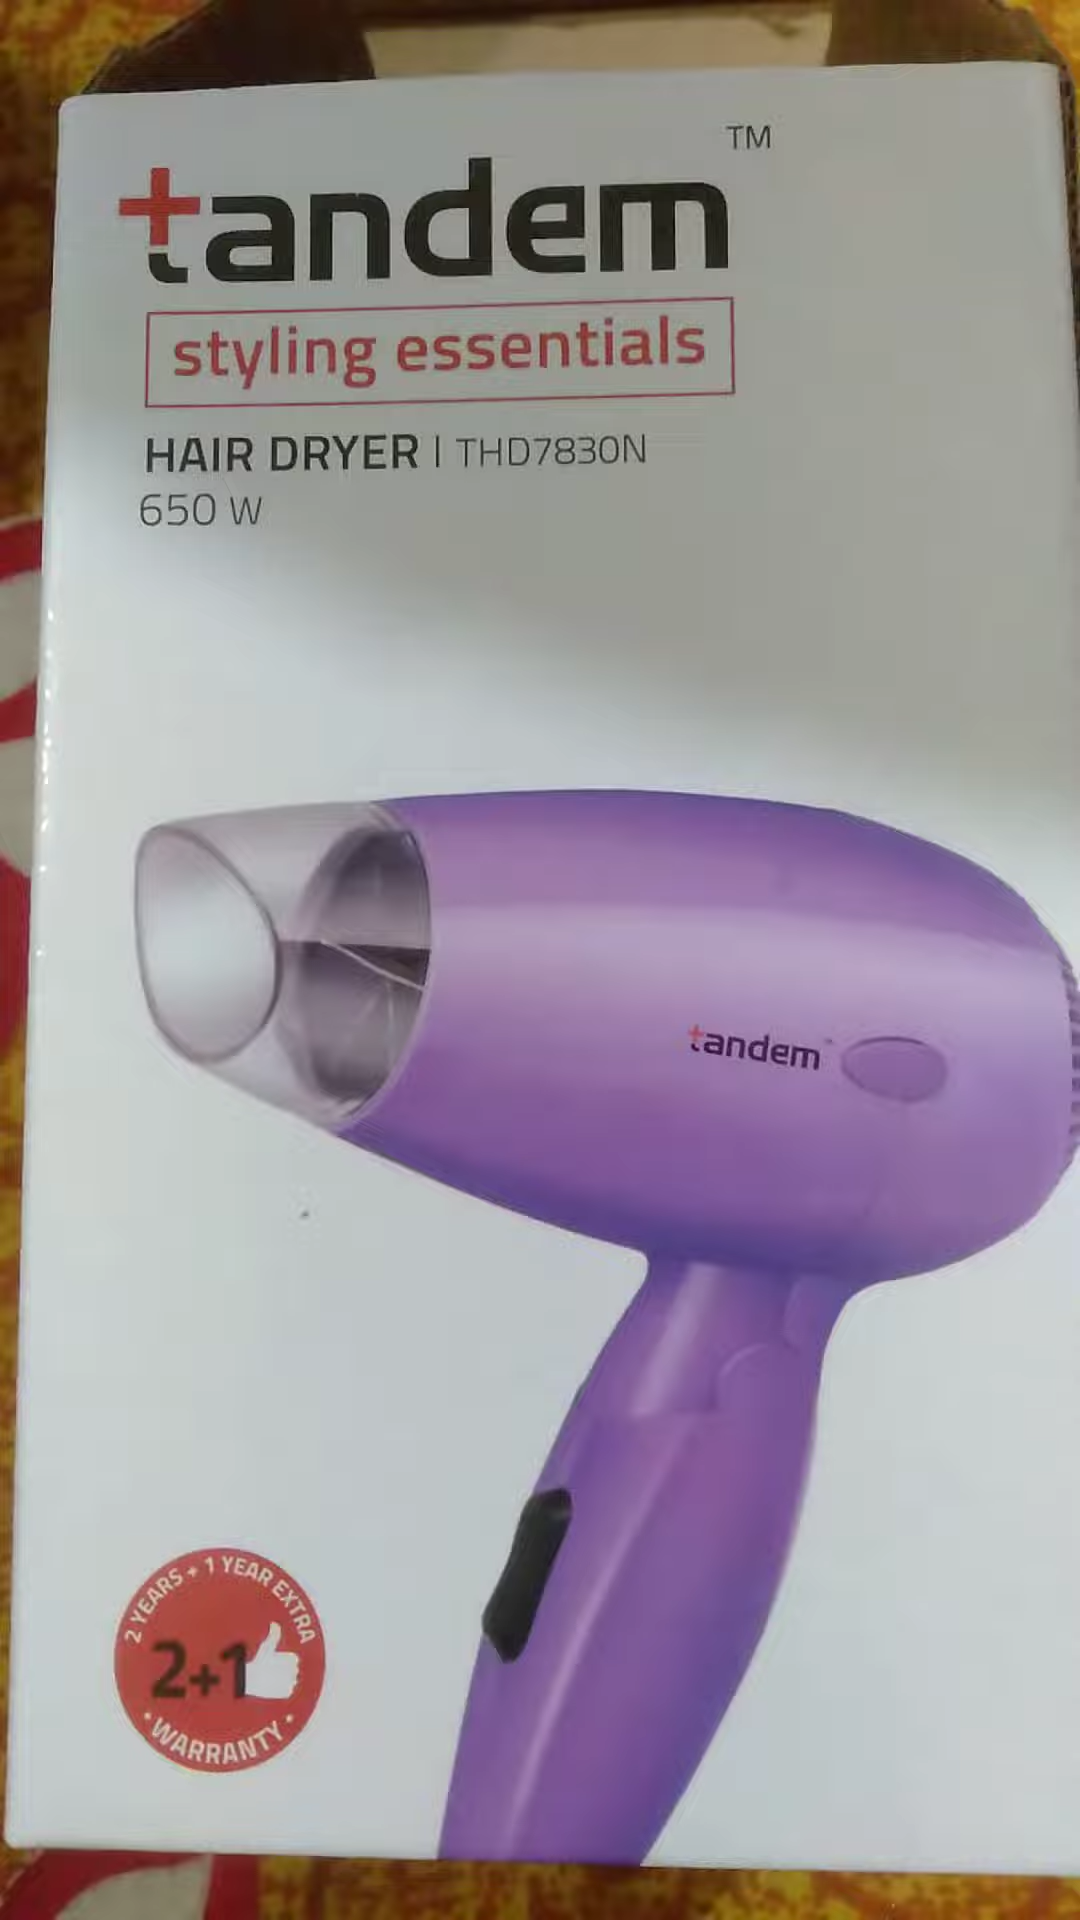 tandem TM
styling essentials
HAIR DRYER | THD7830N
650 W
tandem
2 YEARS + 1 YEAR EXTRA
2+1
• WARRANTY •